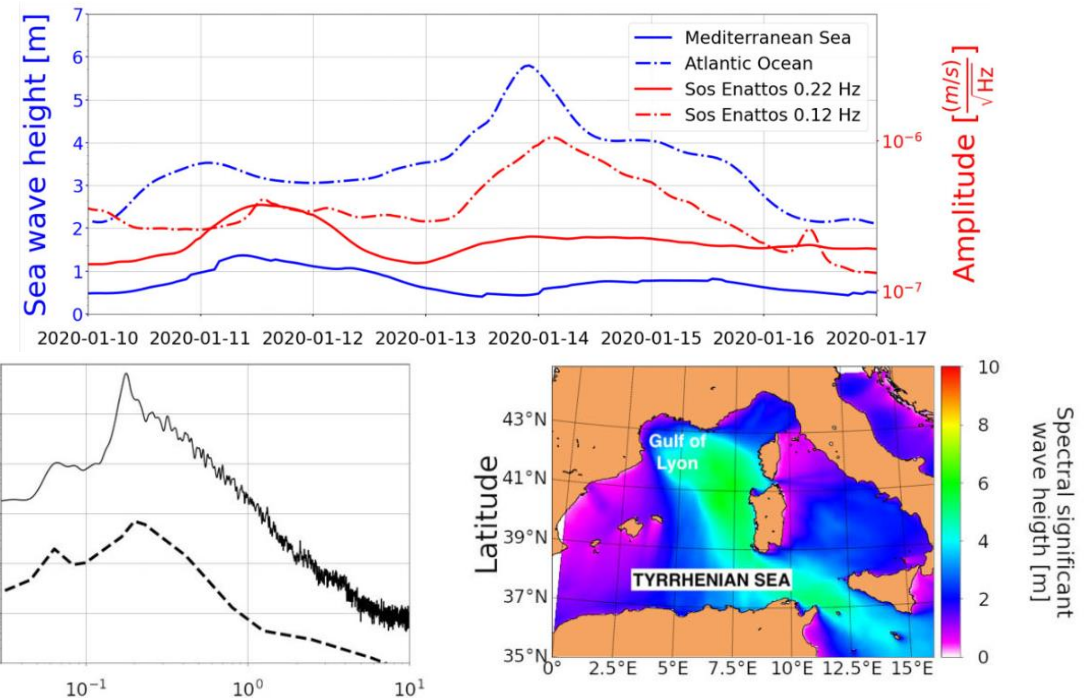 7
6
5
4
3
2
1
0
Sea wave height [m]
Mediterranean Sea
Atlantic Ocean
Sos Enattos 0.22 Hz
Sos Enattos 0.12 Hz
10⁻⁶
10⁻⁷
Amplitude [(m/s)/√Hz]
2020-01-10 2020-01-11 2020-01-12 2020-01-13 2020-01-14 2020-01-15 2020-01-16 2020-01-17
10⁻¹ 10⁰ 10¹
Latitude
43°N
41°N
39°N
37°N
35°N
Gulf of
Lyon
TYRRHENIAN SEA
0° 2.5°E 5°E 7.5°E 10°E 12.5°E 15°E
10
8
6
4
2
0
Spectral significant
wave heigth [m]